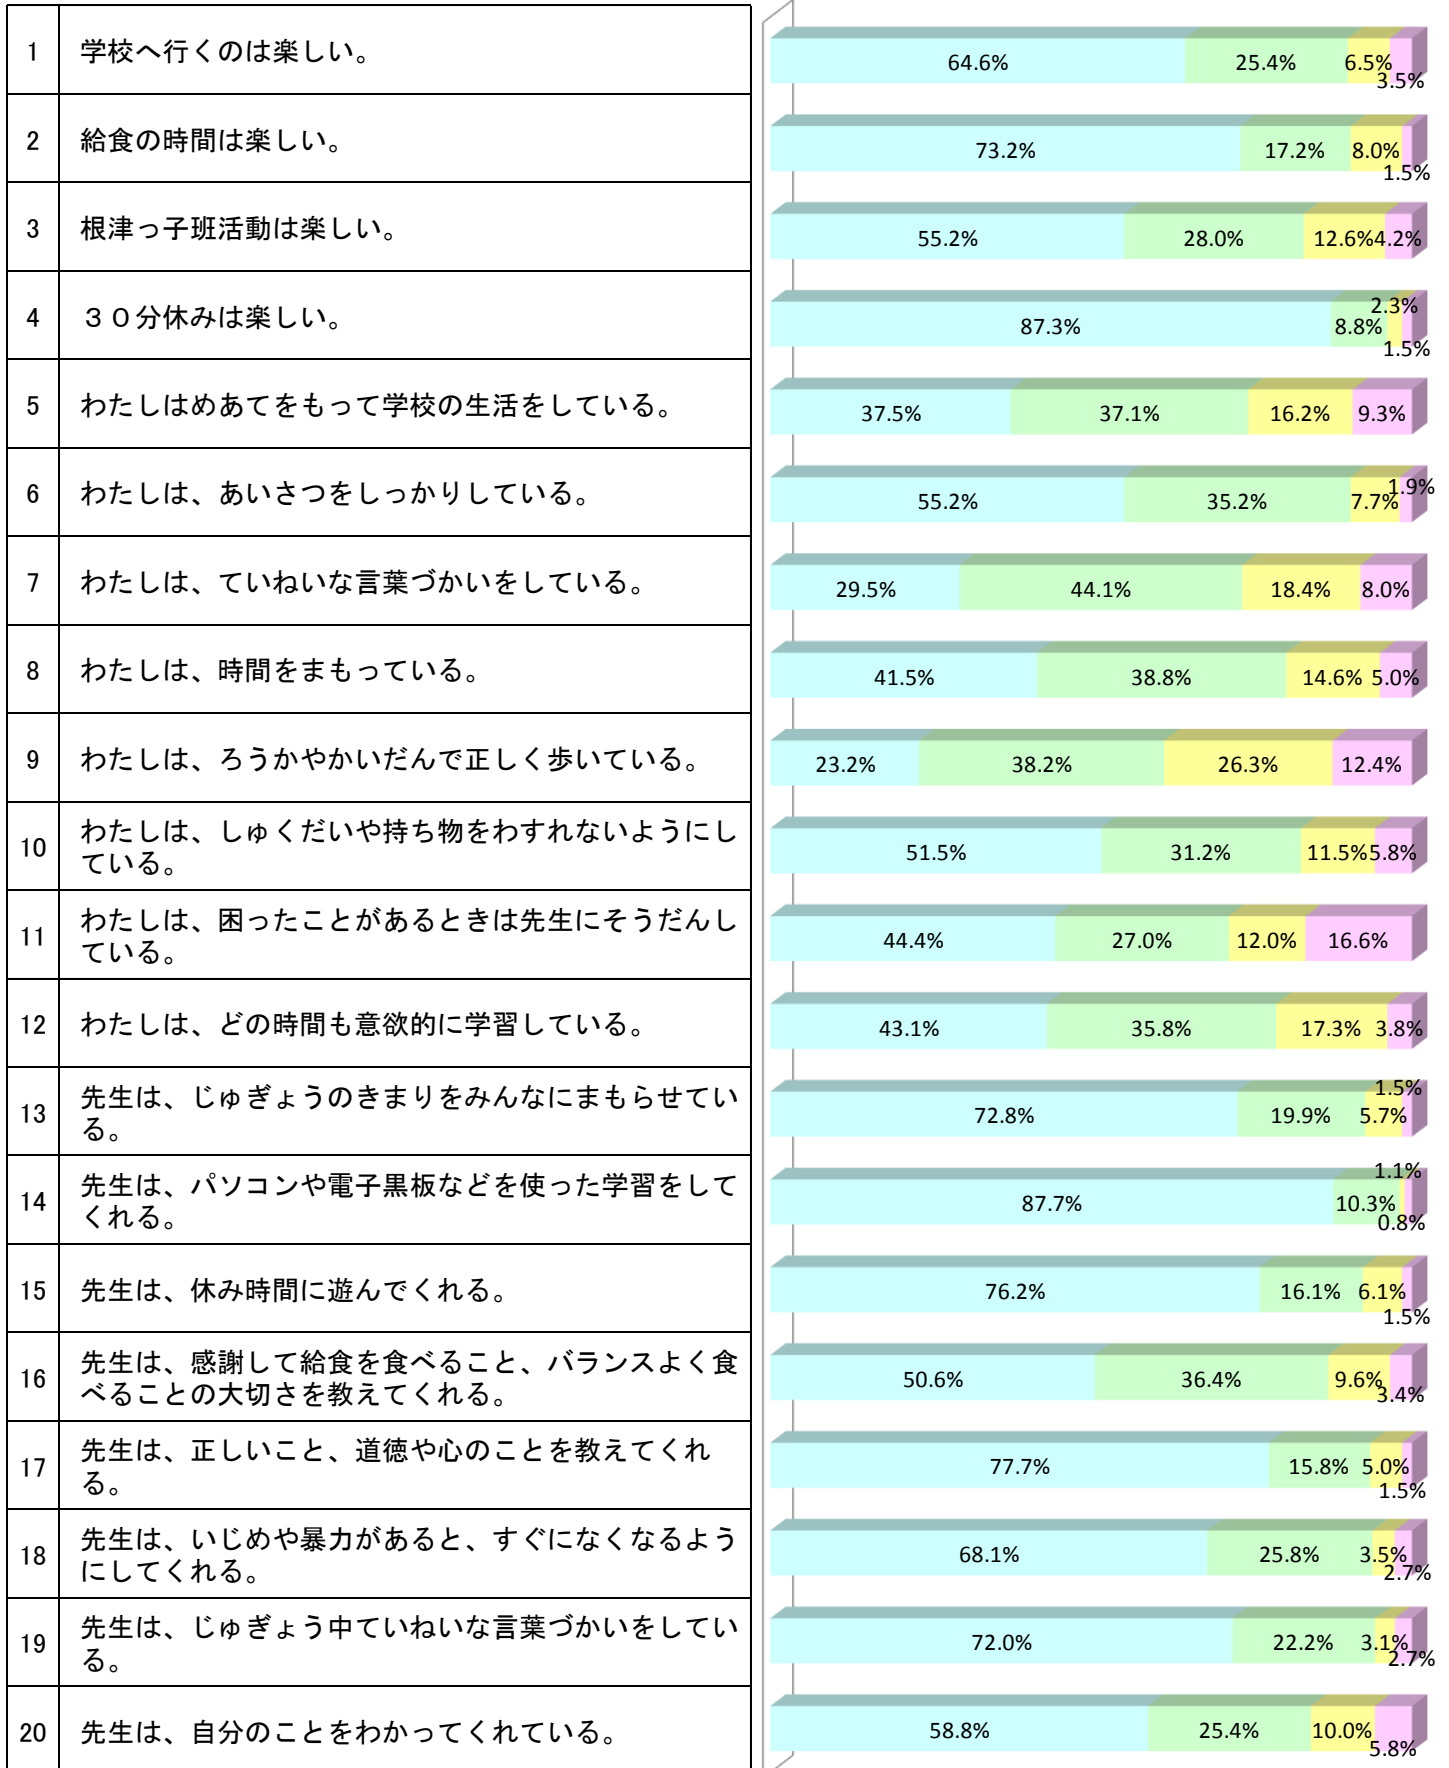 1 学校へ行くのは楽しい。 64.6% 25.4% 6.5% 3.5%
2 給食の時間は楽しい。 73.2% 17.2% 8.0% 1.5%
3 根津っ子班活動は楽しい。 55.2% 28.0% 12.6% 4.2%
4 ３０分休みは楽しい。 87.3% 8.8% 2.3% 1.5%
5 わたしはめあてをもって学校の生活をしている。 37.5% 37.1% 16.2% 9.3%
6 わたしは、あいさつをしっかりしている。 55.2% 35.2% 7.7% 1.9%
7 わたしは、ていねいな言葉づかいをしている。 29.5% 44.1% 18.4% 8.0%
8 わたしは、時間をまもっている。 41.5% 38.8% 14.6% 5.0%
9 わたしは、ろうかやかいだんで正しく歩いている。 23.2% 38.2% 26.3% 12.4%
10 わたしは、しゅくだいや持ち物をわすれないようにし
ている。 51.5% 31.2% 11.5% 5.8%
11 わたしは、困ったことがあるときは先生にそうだんし
ている。 44.4% 27.0% 12.0% 16.6%
12 わたしは、どの時間も意欲的に学習している。 43.1% 35.8% 17.3% 3.8%
13 先生は、じゅぎょうのきまりをみんなにまもらせてい
る。 72.8% 19.9% 5.7% 1.5%
14 先生は、パソコンや電子黒板などを使った学習をして
くれる。 87.7% 10.3% 1.1% 0.8%
15 先生は、休み時間に遊んでくれる。 76.2% 16.1% 6.1% 1.5%
16 先生は、感謝して給食を食べること、バランスよく食
べることの大切さを教えてくれる。 50.6% 36.4% 9.6% 3.4%
17 先生は、正しいこと、道徳や心のことを教えてくれ
る。 77.7% 15.8% 5.0% 1.5%
18 先生は、いじめや暴力があると、すぐになくなるよう
にしてくれる。 68.1% 25.8% 3.5% 2.7%
19 先生は、じゅぎょう中ていねいな言葉づかいをしてい
る。 72.0% 22.2% 3.1% 2.7%
20 先生は、自分のことをわかってくれている。 58.8% 25.4% 10.0% 5.8%